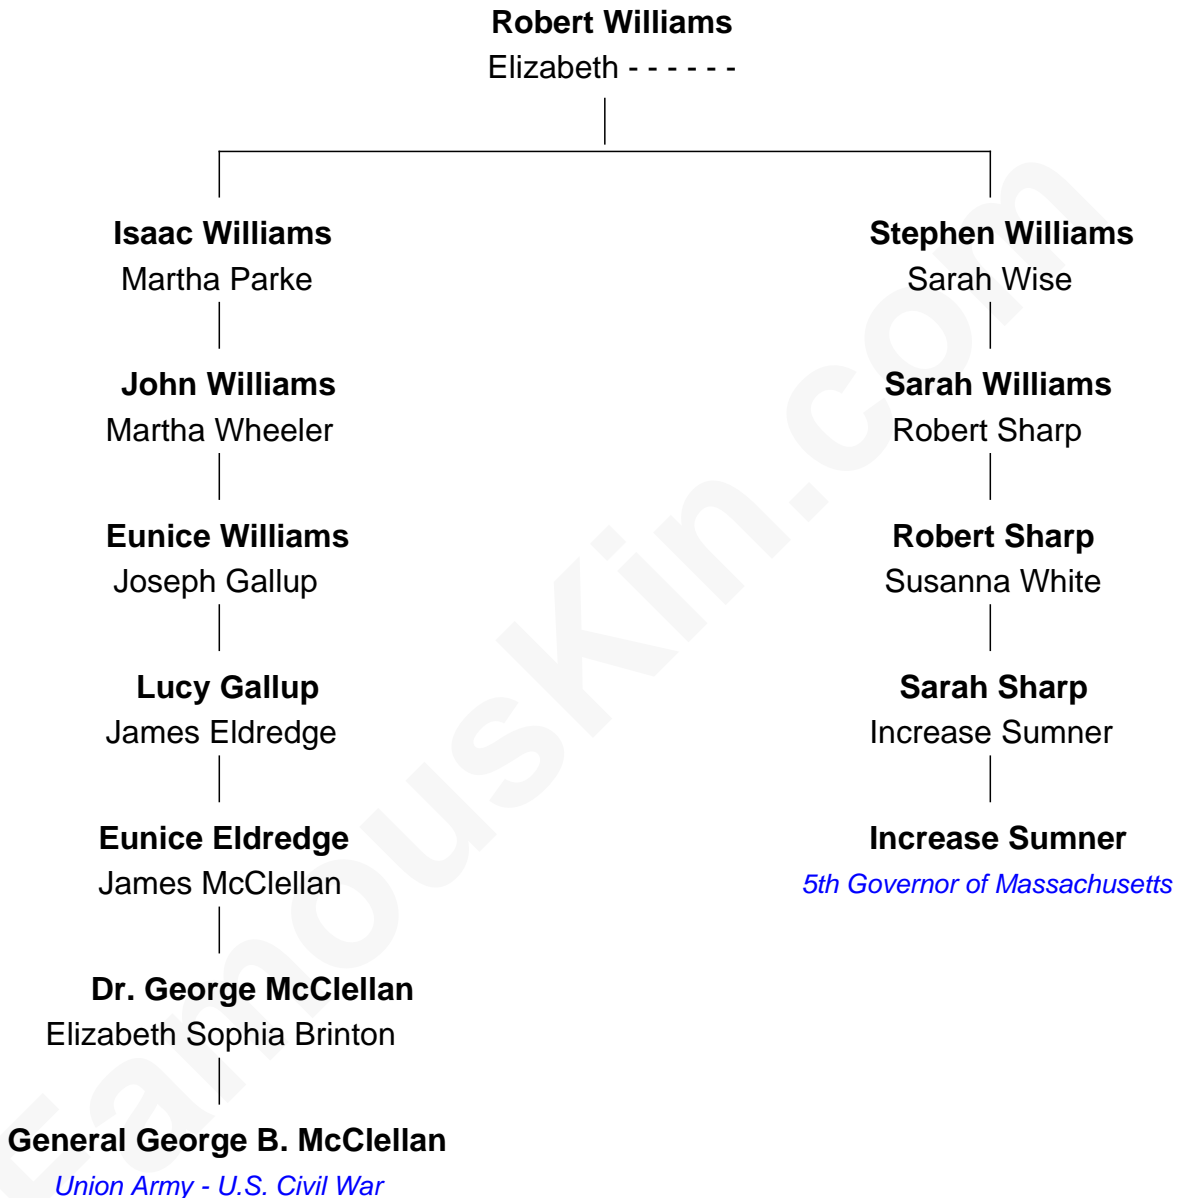 Robert Williams
Elizabeth - - - - - -
Isaac Williams
Martha Parke
Stephen Williams
Sarah Wise
John Williams
Martha Wheeler
Sarah Williams
Robert Sharp
Eunice Williams
Joseph Gallup
Robert Sharp
Susanna White
Lucy Gallup
James Eldredge
Sarah Sharp
Increase Sumner
Eunice Eldredge
James McClellan
Increase Sumner
5th Governor of Massachusetts
Dr. George McClellan
Elizabeth Sophia Brinton
General George B. McClellan
Union Army - U.S. Civil War
FamousKin.com